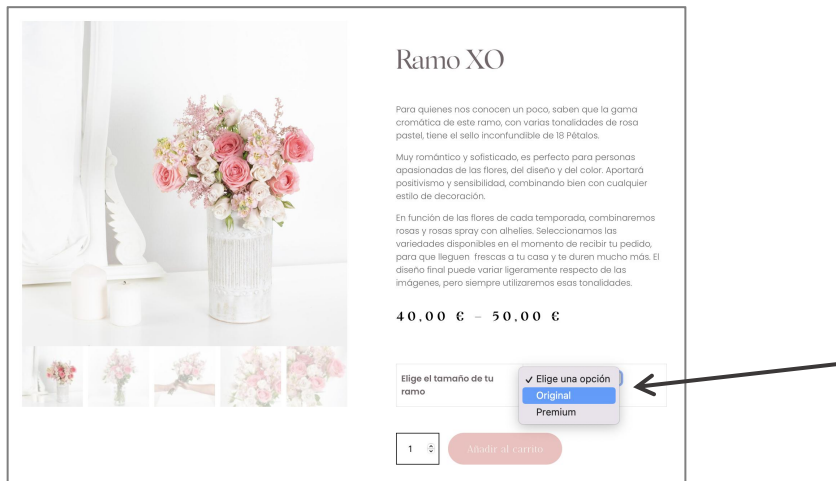 Ramo XO
Para quienes nos conocen un poco, saben que la gama
cromática de este ramo, con varias tonalidades de rosa
pastel, tiene el sello inconfundible de 18 Pétalos.
Muy romántico y sofisticado, es perfecto para personas
apasionadas de las flores, del diseño y del color. Aportará
positivismo y sensibilidad, combinando bien con cualquier
estilo de decoración.
En función de las flores de cada temporada, combinaremos
rosas y rosas spray con alhelíes. Seleccionamos las
variedades disponibles en el momento de recibir tu pedido,
para que lleguen frescas a tu casa y te duren mucho más. El
diseño final puede variar ligeramente respecto de las
imágenes, pero siempre utilizaremos esas tonalidades.
40,00 € – 50,00 €
Elige el tamaño de tu
ramo
✓ Elige una opción
Original
Premium
1
Añadir al carrito